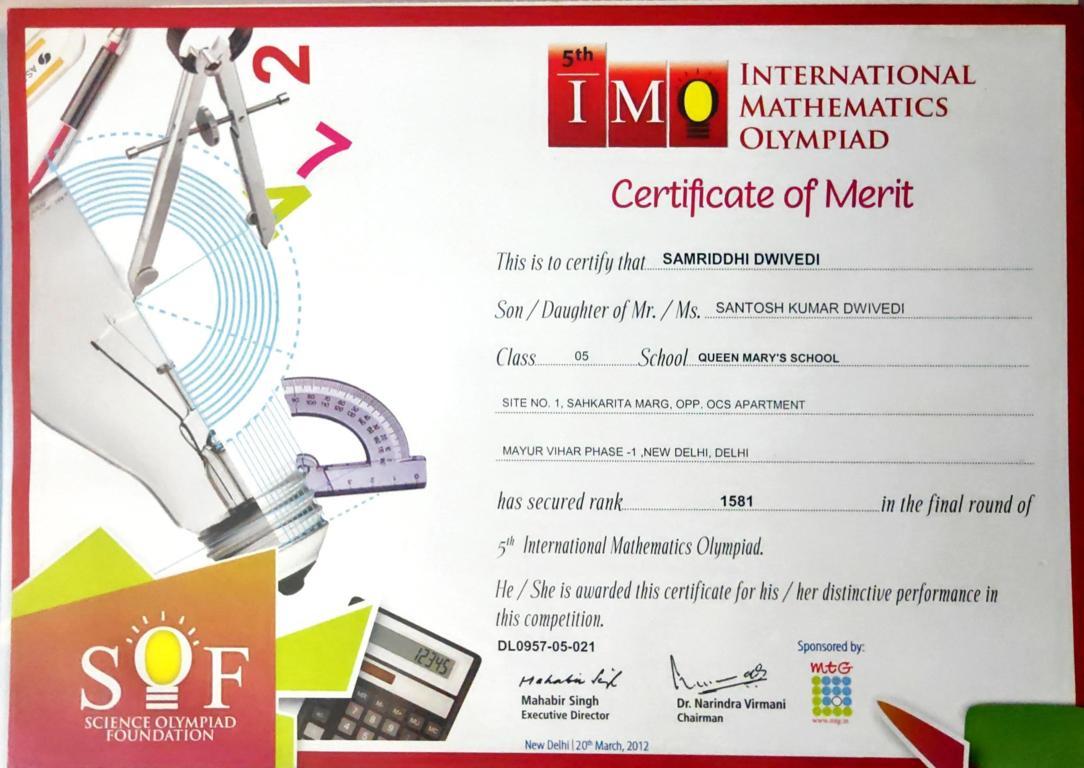 2
7
5th
IMO
INTERNATIONAL
MATHEMATICS
OLYMPIAD
Certificate of Merit
This is to certify that SAMRIDDHI DWIVEDI
Son / Daughter of Mr. / Ms. SANTOSH KUMAR DWIVEDI
Class 05 School QUEEN MARY'S SCHOOL
SITE NO. 1, SAHKARITA MARG, OPP. OCS APARTMENT
MAYUR VIHAR PHASE -1 ,NEW DELHI, DELHI
has secured rank 1581 in the final round of
5th International Mathematics Olympiad.
He / She is awarded this certificate for his / her distinctive performance in
this competition.
DL0957-05-021
Sponsored by:
mtG
www.mtg.in
Mahabir Singh
Executive Director
Dr. Narindra Virmani
Chairman
New Delhi | 20th March, 2012
12345
SOF
SCIENCE OLYMPIAD
FOUNDATION